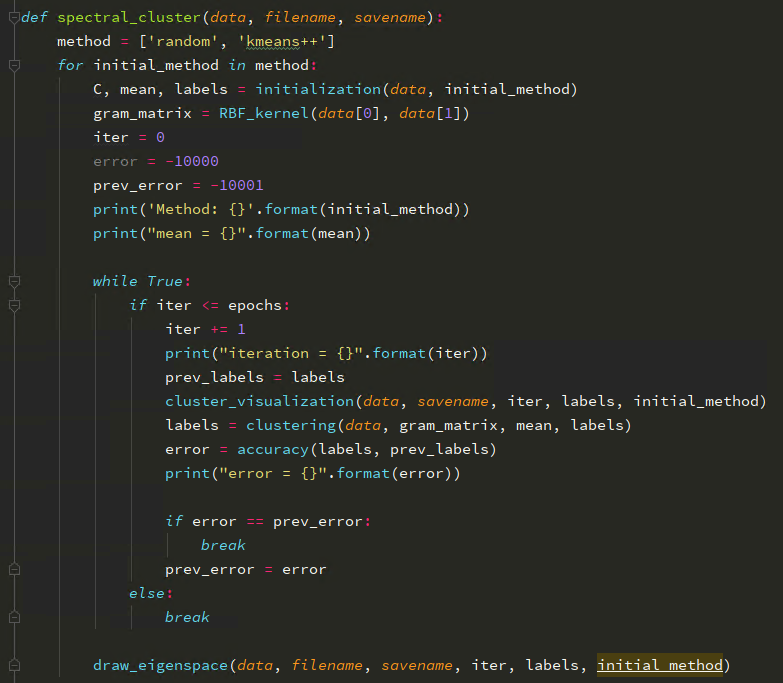 def spectral_cluster(data, filename, savename):
    method = ['random', 'kmeans++']
    for initial_method in method:
        C, mean, labels = initialization(data, initial_method)
        gram_matrix = RBF_kernel(data[0], data[1])
        iter = 0
        error = -10000
        prev_error = -10001
        print('Method: {}'.format(initial_method))
        print("mean = {}".format(mean))

        while True:
            if iter <= epochs:
                iter += 1
                print("iteration = {}".format(iter))
                prev_labels = labels
                cluster_visualization(data, savename, iter, labels, initial_method)
                labels = clustering(data, gram_matrix, mean, labels)
                error = accuracy(labels, prev_labels)
                print("error = {}".format(error))

                if error == prev_error:
                    break
                prev_error = error
            else:
                break

        draw_eigenspace(data, filename, savename, iter, labels, initial_method)